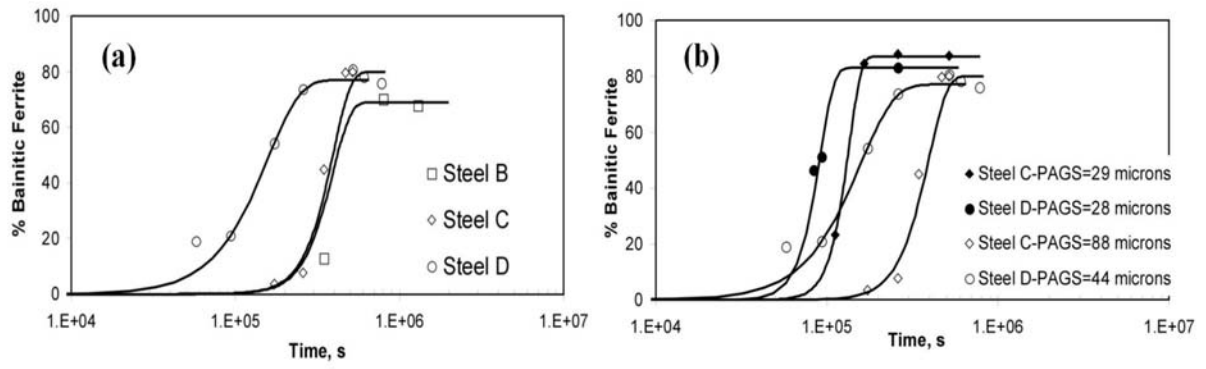 (a)
% Bainitic Ferrite
100
80
60
40
20
0
Steel B
Steel C
Steel D
1.E+04 1.E+05 1.E+06 1.E+07
Time, s
(b)
% Bainitic Ferrite
100
80
60
40
20
0
Steel C-PAGS=29 microns
Steel D-PAGS=28 microns
Steel C-PAGS=88 microns
Steel D-PAGS=44 microns
1.E+04 1.E+05 1.E+06 1.E+07
Time, s